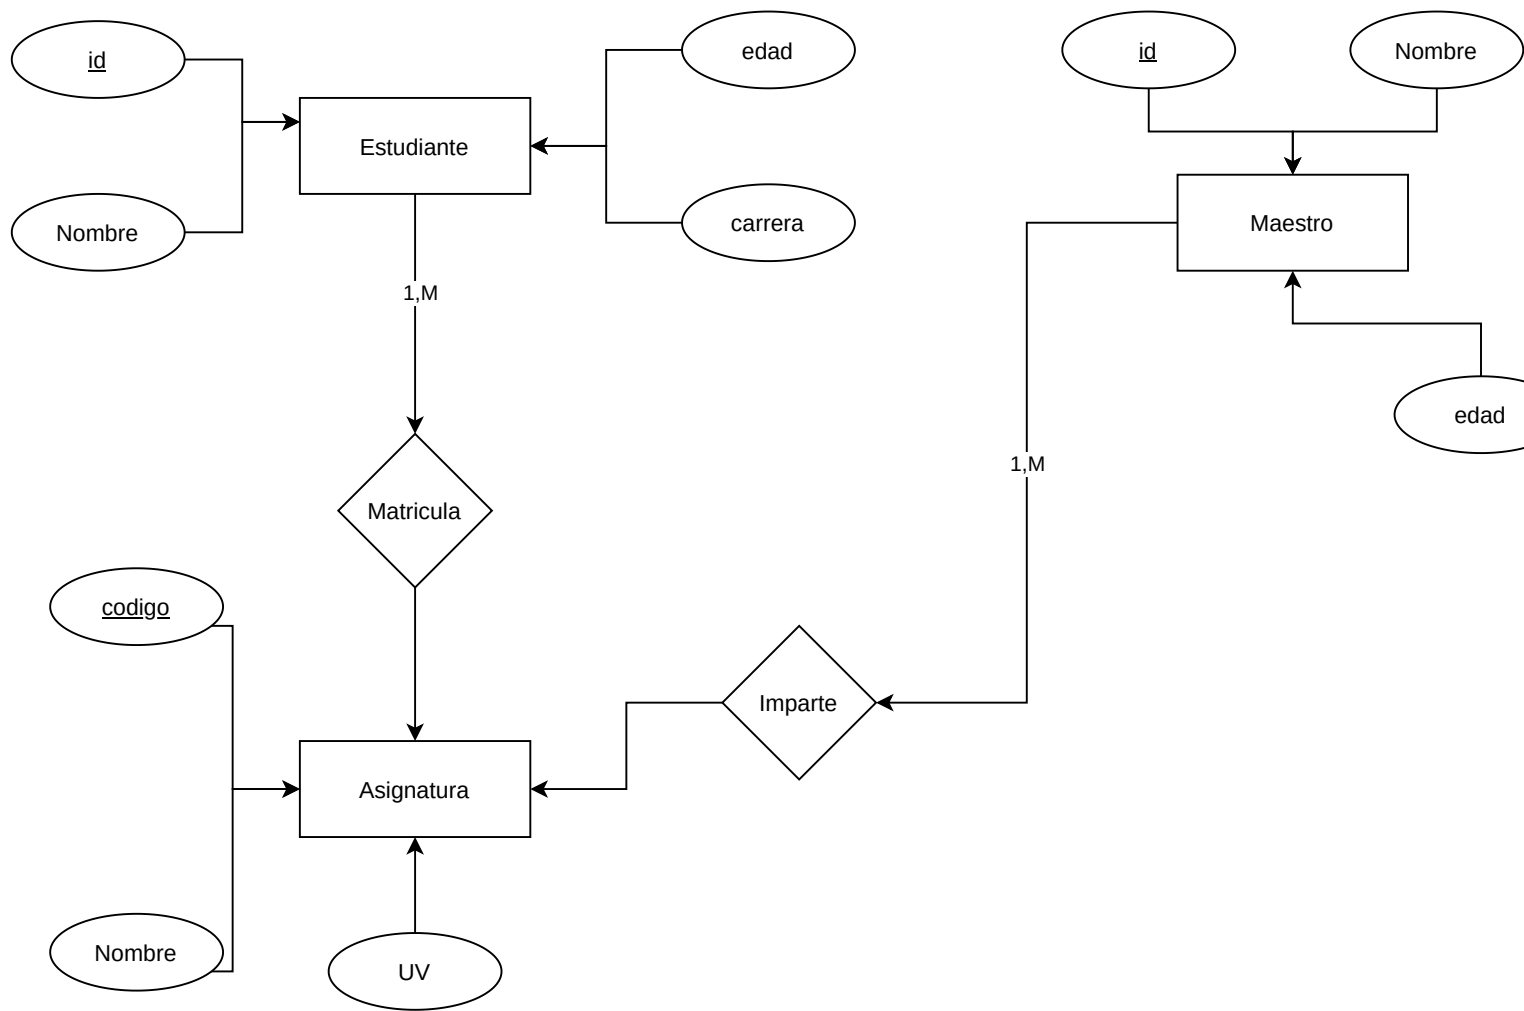 id
edad
id
Nombre
Estudiante
Nombre
carrera
Maestro
1,M
edad
1,M
Matricula
codigo
Imparte
Asignatura
Nombre
UV